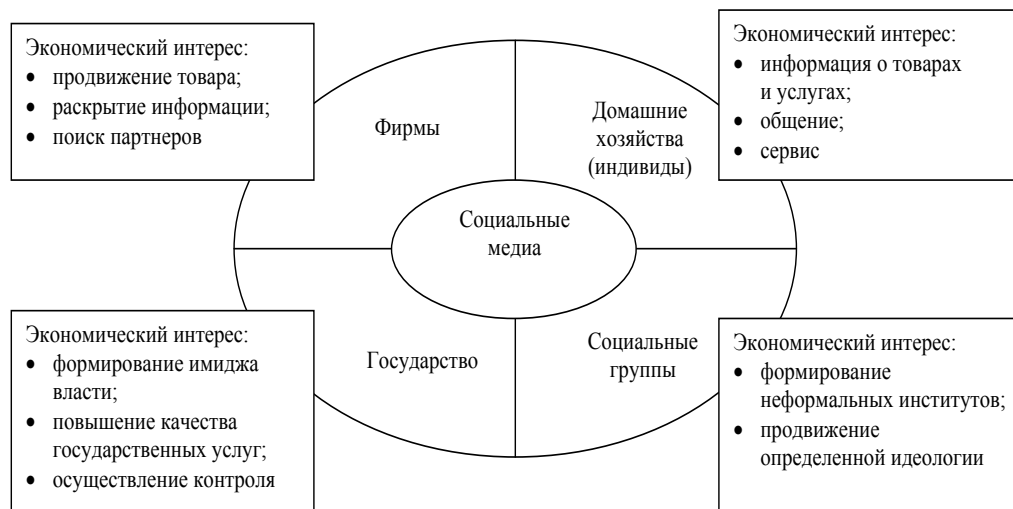 Экономический интерес:
• продвижение товара;
• раскрытие информации;
• поиск партнеров
Фирмы
Домашние
хозяйства
(индивиды)
Экономический интерес:
• информация о товарах
и услугах;
• общение;
• сервис
Социальные
медиа
Экономический интерес:
• формирование имиджа
власти;
• повышение качества
государственных услуг;
• осуществление контроля
Государство
Социальные
группы
Экономический интерес:
• формирование
неформальных институтов;
• продвижение
определенной идеологии